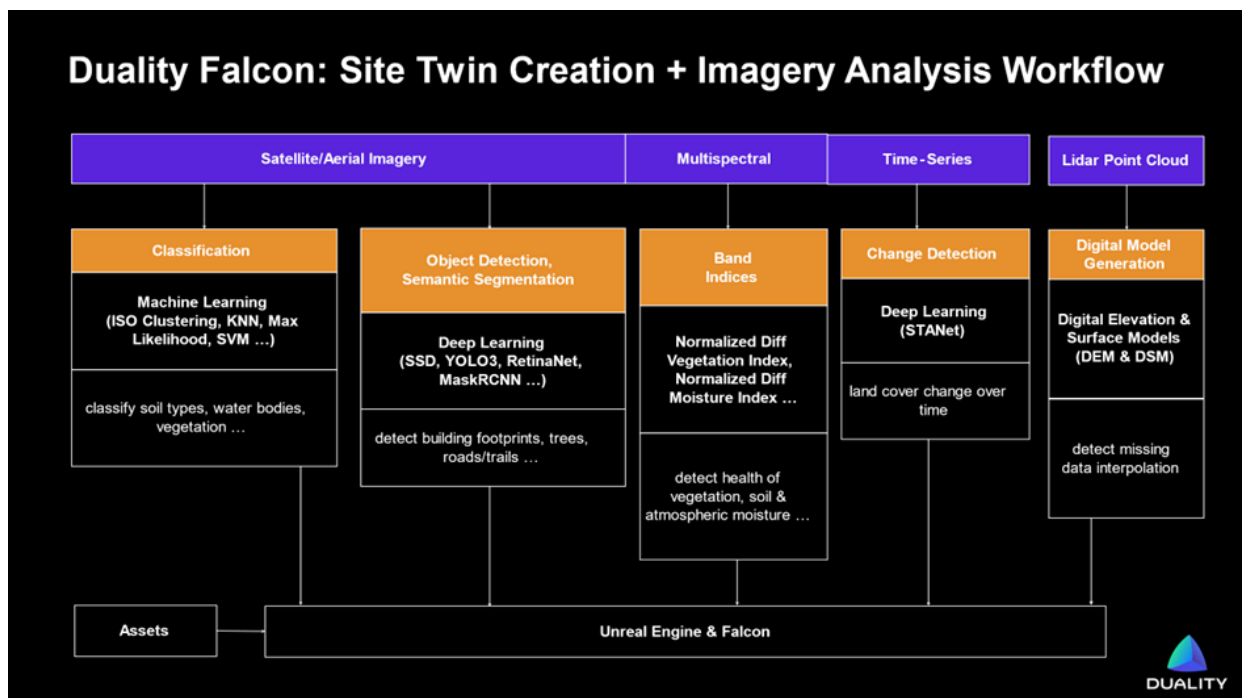 Duality Falcon: Site Twin Creation + Imagery Analysis Workflow
Satellite/Aerial Imagery
Multispectral
Time-Series
Lidar Point Cloud
Classification
Machine Learning
(ISO Clustering, KNN, Max
Likelihood, SVM ...)
classify soil types, water bodies,
vegetation ...
Object Detection,
Semantic Segmentation
Deep Learning
(SSD, YOLO3, RetinaNet,
MaskRCNN ...)
detect building footprints, trees,
roads/trails ...
Band
Indices
Normalized Diff
Vegetation Index,
Normalized Diff
Moisture Index ...
detect health of
vegetation, soil &
atmospheric moisture ...
Change Detection
Deep Learning
(STANet)
land cover change over
time
Digital Model
Generation
Digital Elevation &
Surface Models
(DEM & DSM)
detect missing
data interpolation
Assets
Unreal Engine & Falcon
DUALITY